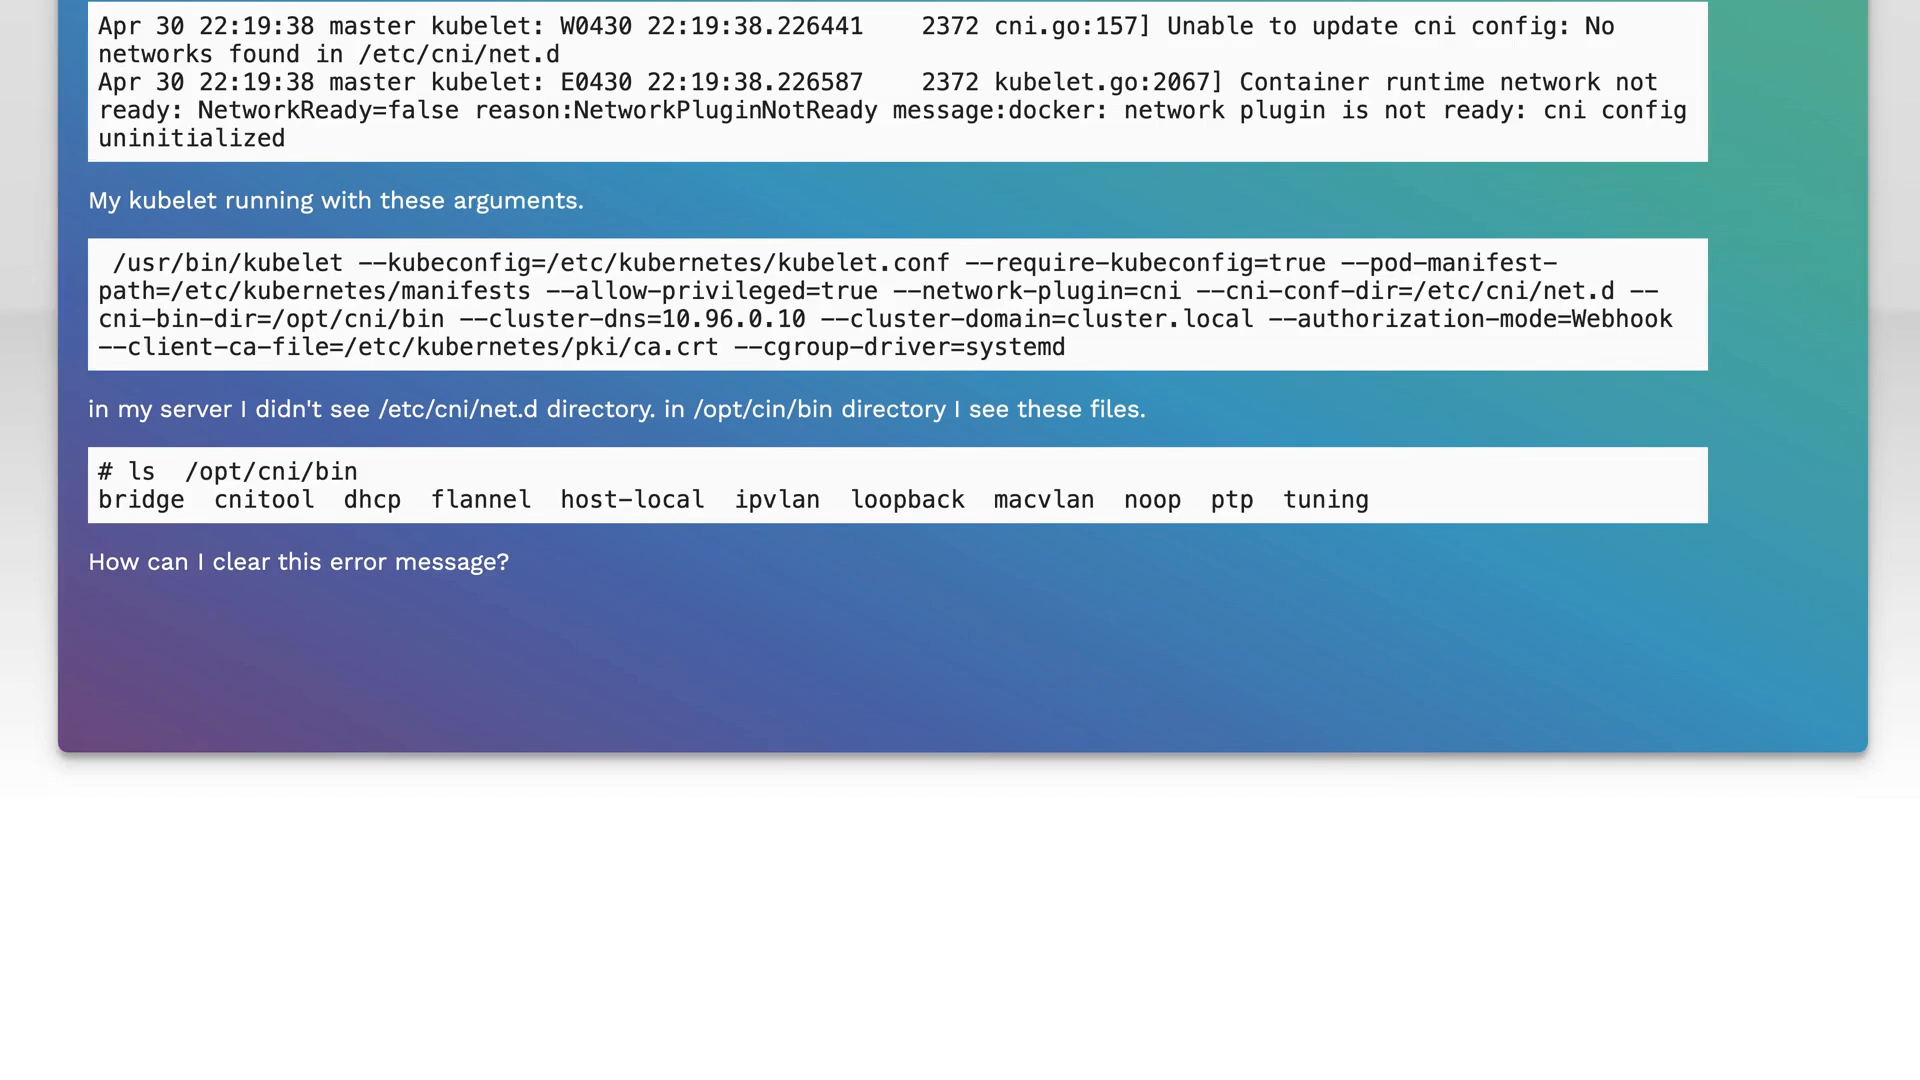 Apr 30 22:19:38 master kubelet: W0430 22:19:38.226441    2372 cni.go:157] Unable to update cni config: No
networks found in /etc/cni/net.d
Apr 30 22:19:38 master kubelet: E0430 22:19:38.226587    2372 kubelet.go:2067] Container runtime network not
ready: NetworkReady=false reason:NetworkPluginNotReady message:docker: network plugin is not ready: cni config
uninitialized
My kubelet running with these arguments.
/usr/bin/kubelet --kubeconfig=/etc/kubernetes/kubelet.conf --require-kubeconfig=true --pod-manifest-
path=/etc/kubernetes/manifests --allow-privileged=true --network-plugin=cni --cni-conf-dir=/etc/cni/net.d --
cni-bin-dir=/opt/cni/bin --cluster-dns=10.96.0.10 --cluster-domain=cluster.local --authorization-mode=Webhook
--client-ca-file=/etc/kubernetes/pki/ca.crt --cgroup-driver=systemd
in my server I didn't see /etc/cni/net.d directory. in /opt/cin/bin directory I see these files.
# ls  /opt/cni/bin
bridge  cnitool  dhcp  flannel  host-local  ipvlan  loopback  macvlan  noop  ptp  tuning
How can I clear this error message?